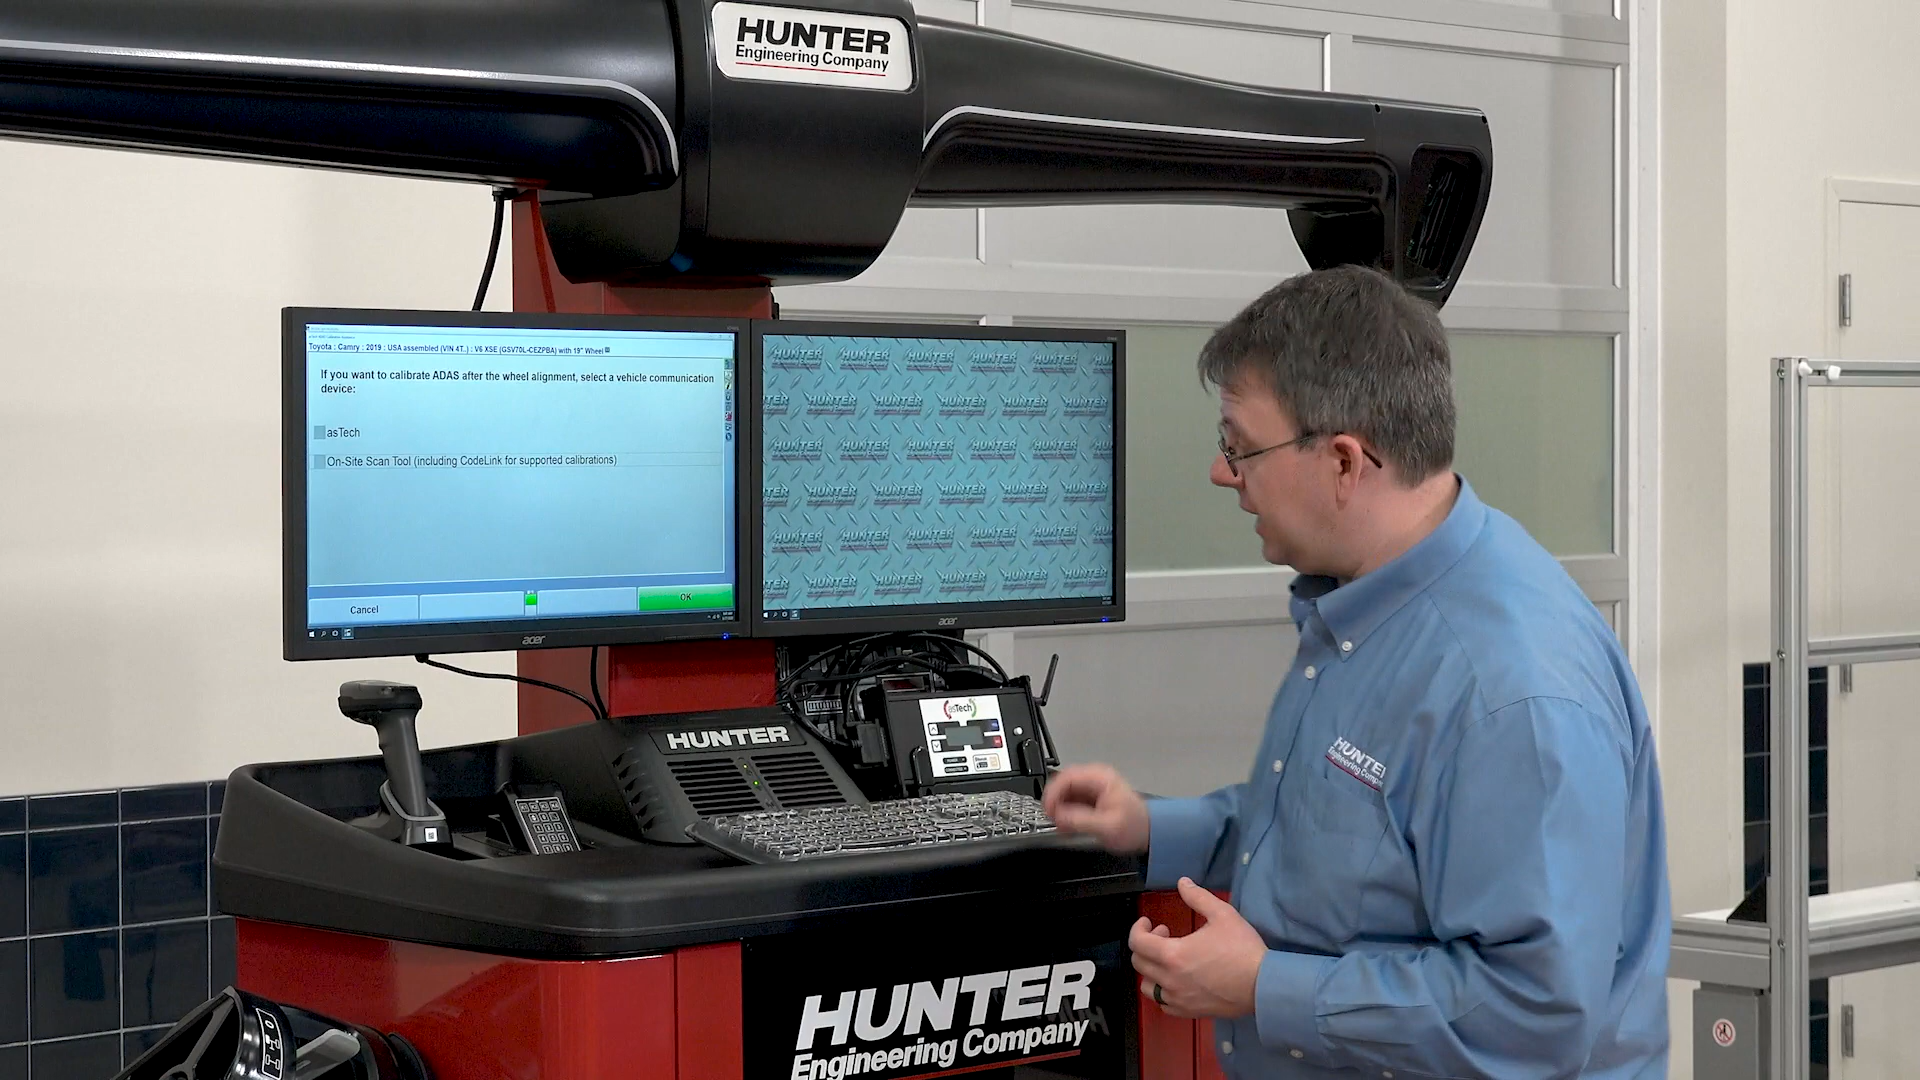 HUNTER
Engineering Company
Toyota : Camry : 2019 : USA assembled (VIN 4T..) : V6 XSE (GSV70L-CEZPBA) with 19" Wheel
If you want to calibrate ADAS after the wheel alignment, select a vehicle communication
device:
asTech
On-Site Scan Tool (including CodeLink for supported calibrations)
Cancel
OK
acer
acer
HUNTER
asTech
HUNTER
Engineering Company
HUNTER
Engineering Company